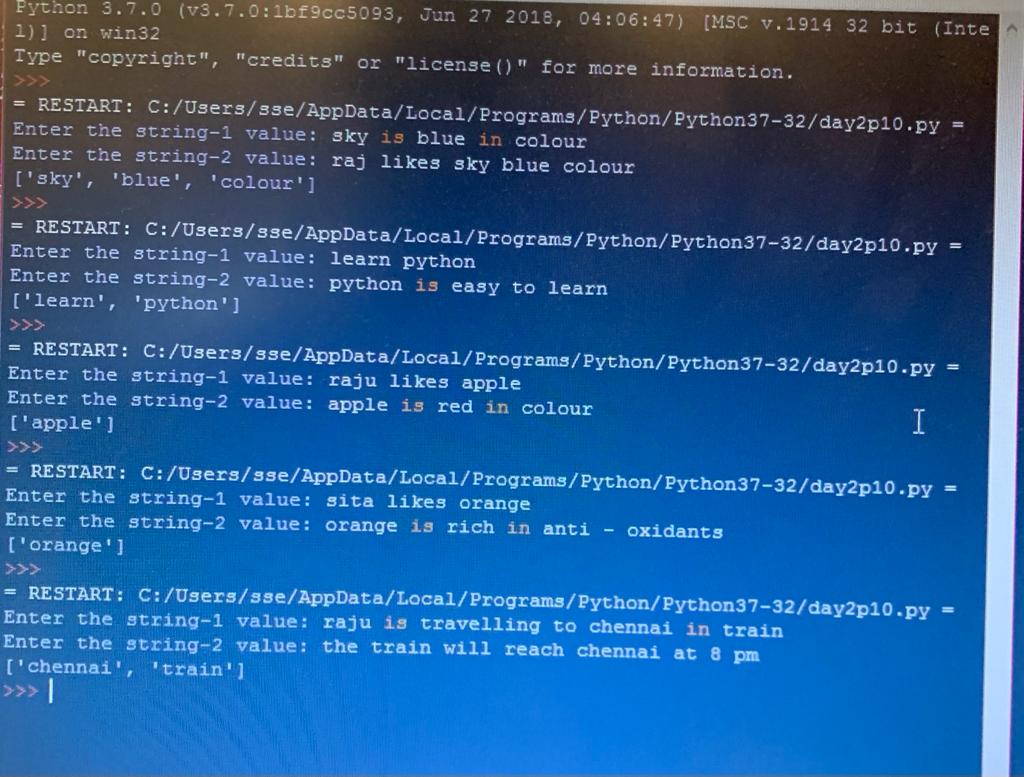 Python 3.7.0 (v3.7.0:1bf9cc5093, Jun 27 2018, 04:06:47) [MSC v.1914 32 bit (Inte
l)] on win32
Type "copyright", "credits" or "license()" for more information.
>>>
= RESTART: C:/Users/sse/AppData/Local/Programs/Python/Python37-32/day2p10.py =
Enter the string-1 value: sky is blue in colour
Enter the string-2 value: raj likes sky blue colour
['sky', 'blue', 'colour']
>>>
= RESTART: C:/Users/sse/AppData/Local/Programs/Python/Python37-32/day2p10.py =
Enter the string-1 value: learn python
Enter the string-2 value: python is easy to learn
['learn', 'python']
>>>
= RESTART: C:/Users/sse/AppData/Local/Programs/Python/Python37-32/day2p10.py =
Enter the string-1 value: raju likes apple
Enter the string-2 value: apple is red in colour
['apple']
>>>
= RESTART: C:/Users/sse/AppData/Local/Programs/Python/Python37-32/day2p10.py =
Enter the string-1 value: sita likes orange
Enter the string-2 value: orange is rich in anti - oxidants
['orange']
>>>
= RESTART: C:/Users/sse/AppData/Local/Programs/Python/Python37-32/day2p10.py =
Enter the string-1 value: raju is travelling to chennai in train
Enter the string-2 value: the train will reach chennai at 8 pm
['chennai', 'train']
>>>